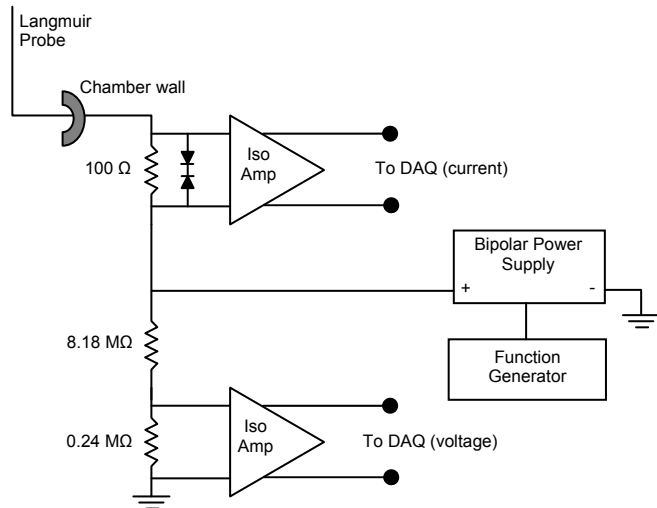 Langmuir
Probe
Chamber wall
100 Ω
Iso
Amp
To DAQ (current)
Bipolar Power
Supply
+ -
8.18 MΩ
Function
Generator
0.24 MΩ
Iso
Amp
To DAQ (voltage)